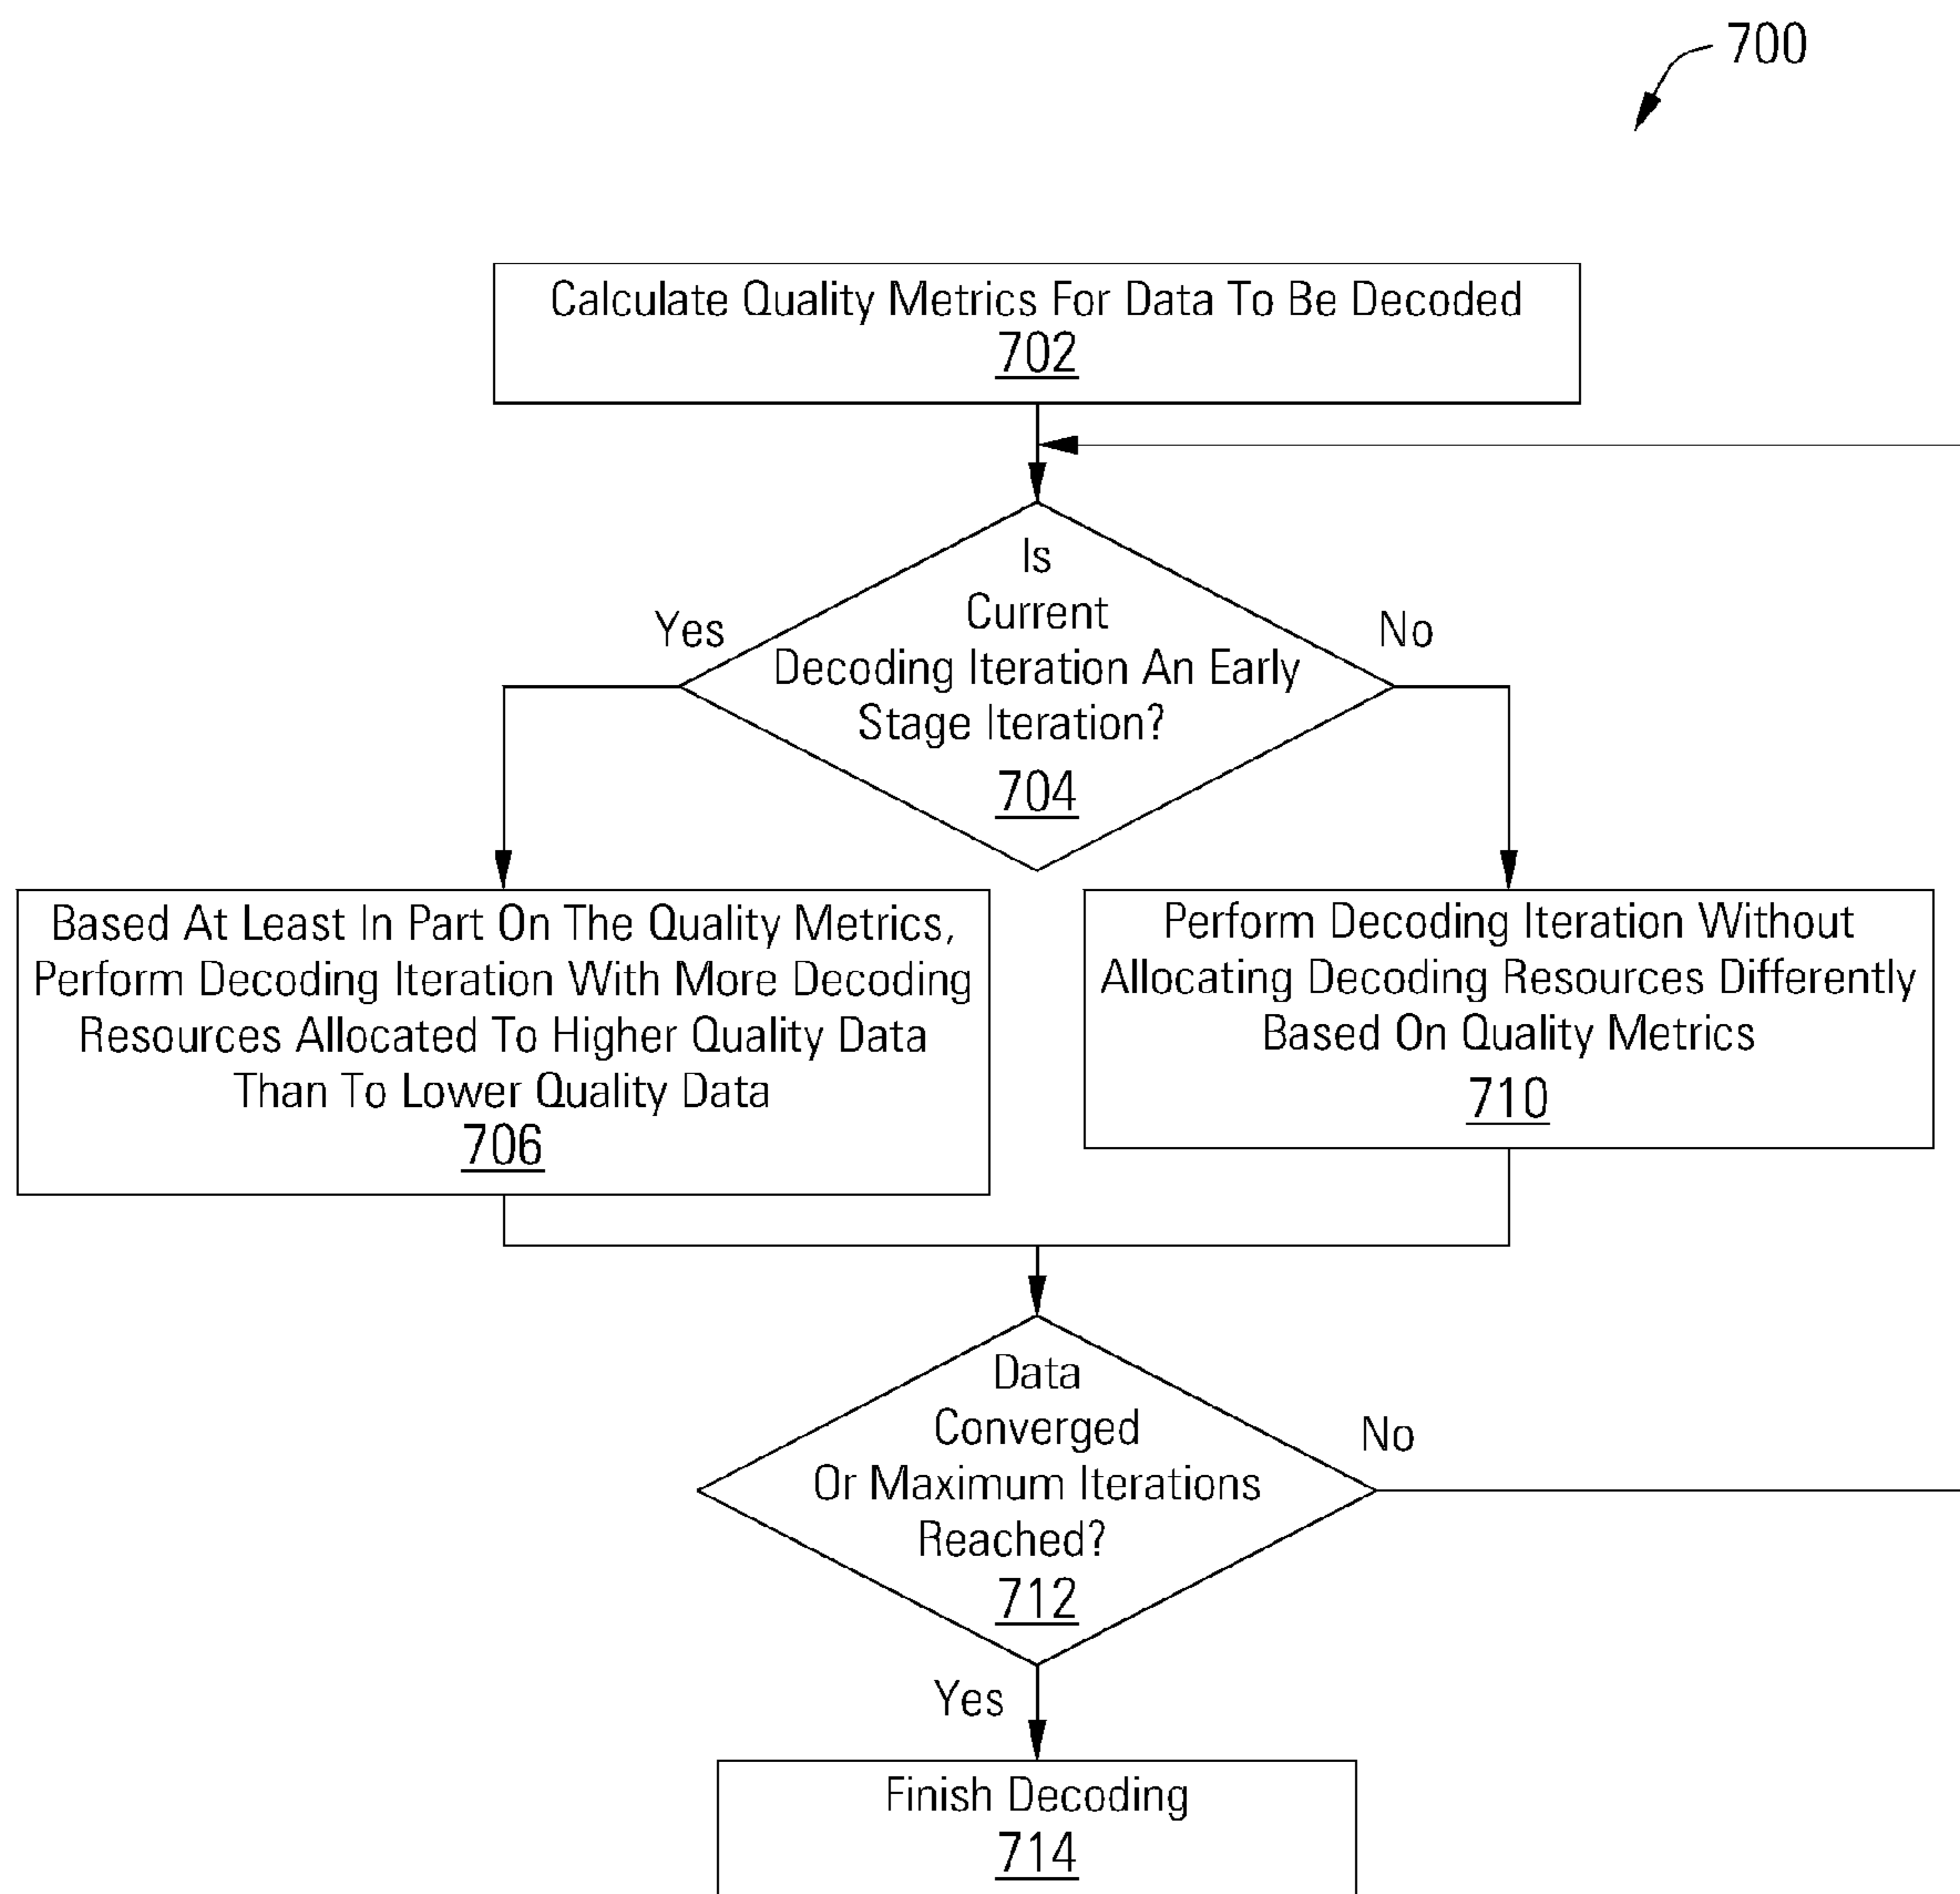 700
Calculate Quality Metrics For Data To Be Decoded
702
Is
Current
Decoding Iteration An Early
Stage Iteration?
704
Yes
No
Based At Least In Part On The Quality Metrics,
Perform Decoding Iteration With More Decoding
Resources Allocated To Higher Quality Data
Than To Lower Quality Data
706
Perform Decoding Iteration Without
Allocating Decoding Resources Differently
Based On Quality Metrics
710
Data
Converged
Or Maximum Iterations
Reached?
712
No
Yes
Finish Decoding
714